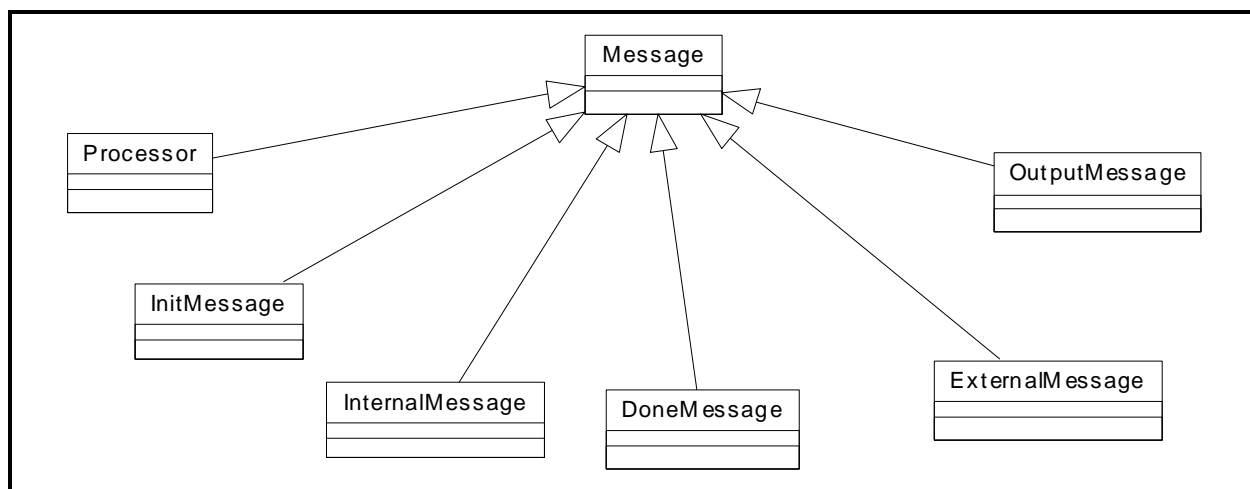 Message
Processor
OutputMessage
InitMessage
InternalMessage
DoneMessage
ExternalMessage